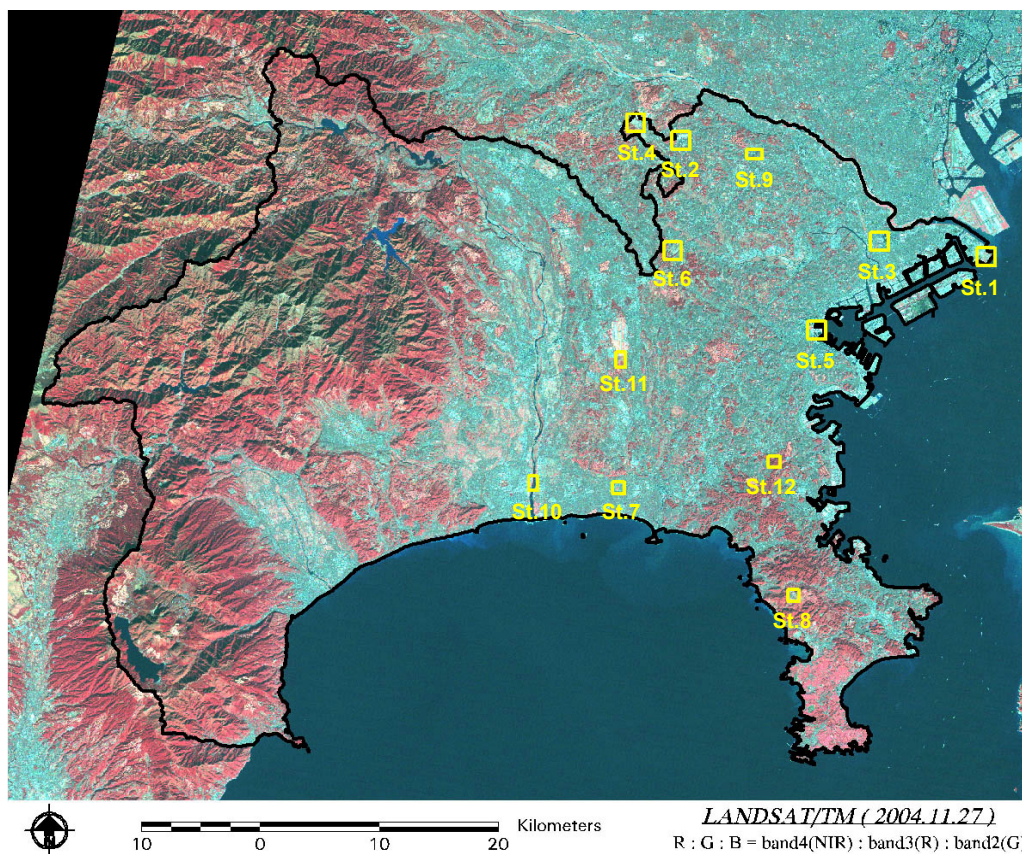 St.4
St.2
St.9
St.3
St.6
St.1
St.5
St.11
St.12
St.10
St.7
St.8
N
Kilometers
10 0 10 20
LANDSAT/TM ( 2004.11.27 )
R : G : B = band4(NIR) : band3(R) : band2(G)